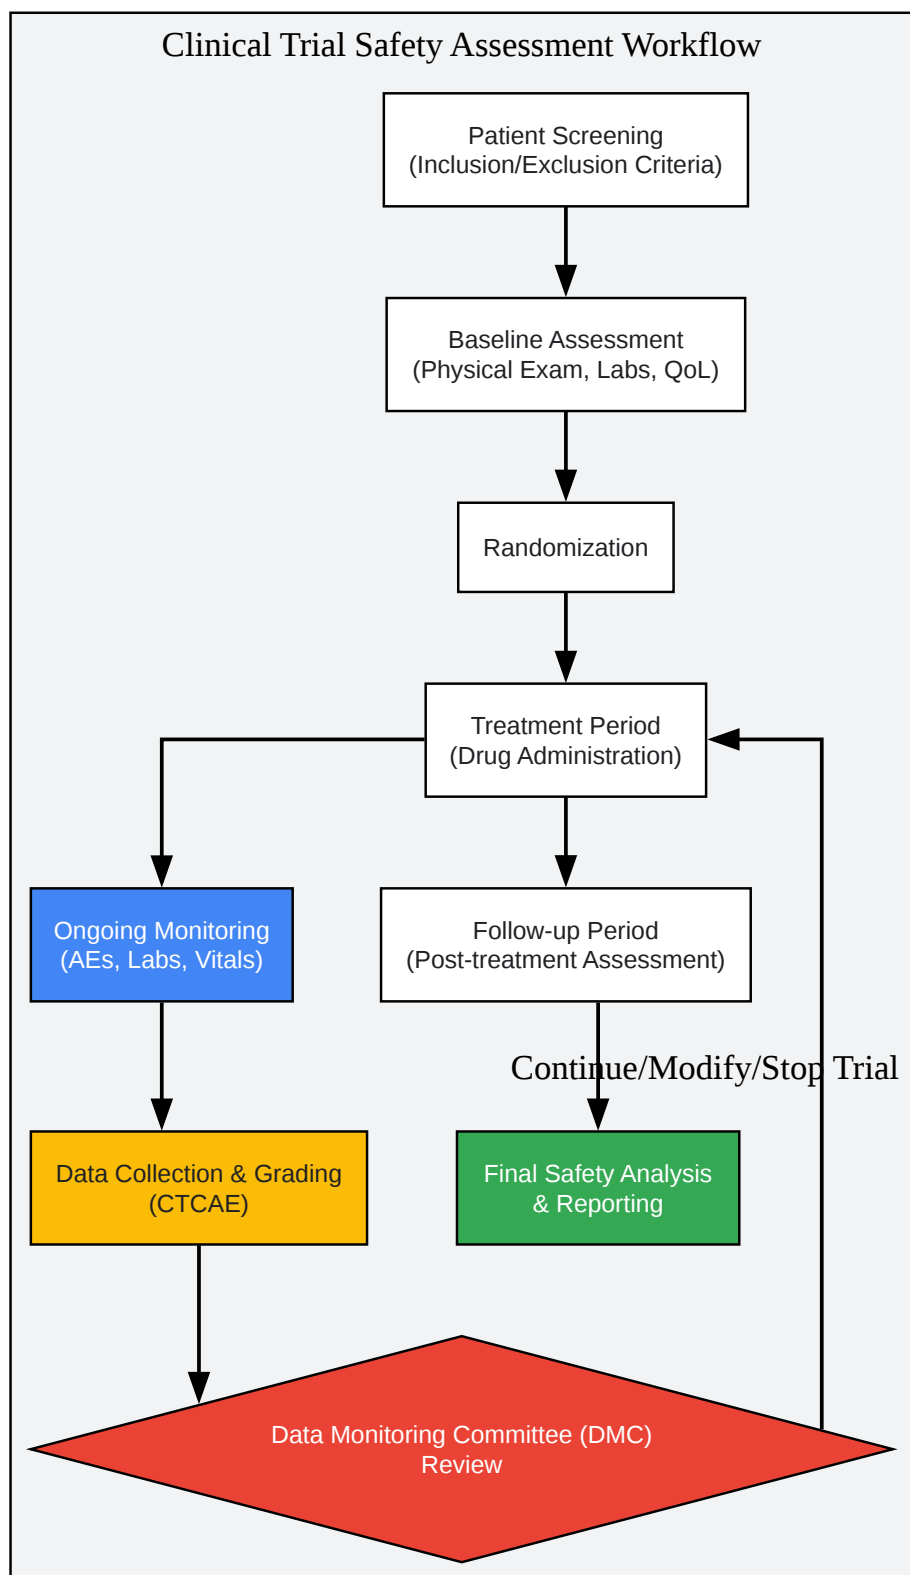 Clinical Trial Safety Assessment Workflow
Patient Screening
(Inclusion/Exclusion Criteria)
Baseline Assessment
(Physical Exam, Labs, QoL)
Randomization
Treatment Period
(Drug Administration)
Ongoing Monitoring
(AEs, Labs, Vitals)
Follow-up Period
(Post-treatment Assessment)
Continue/Modify/Stop Trial
Data Collection & Grading
(CTCAE)
Final Safety Analysis
& Reporting
Data Monitoring Committee (DMC)
Review